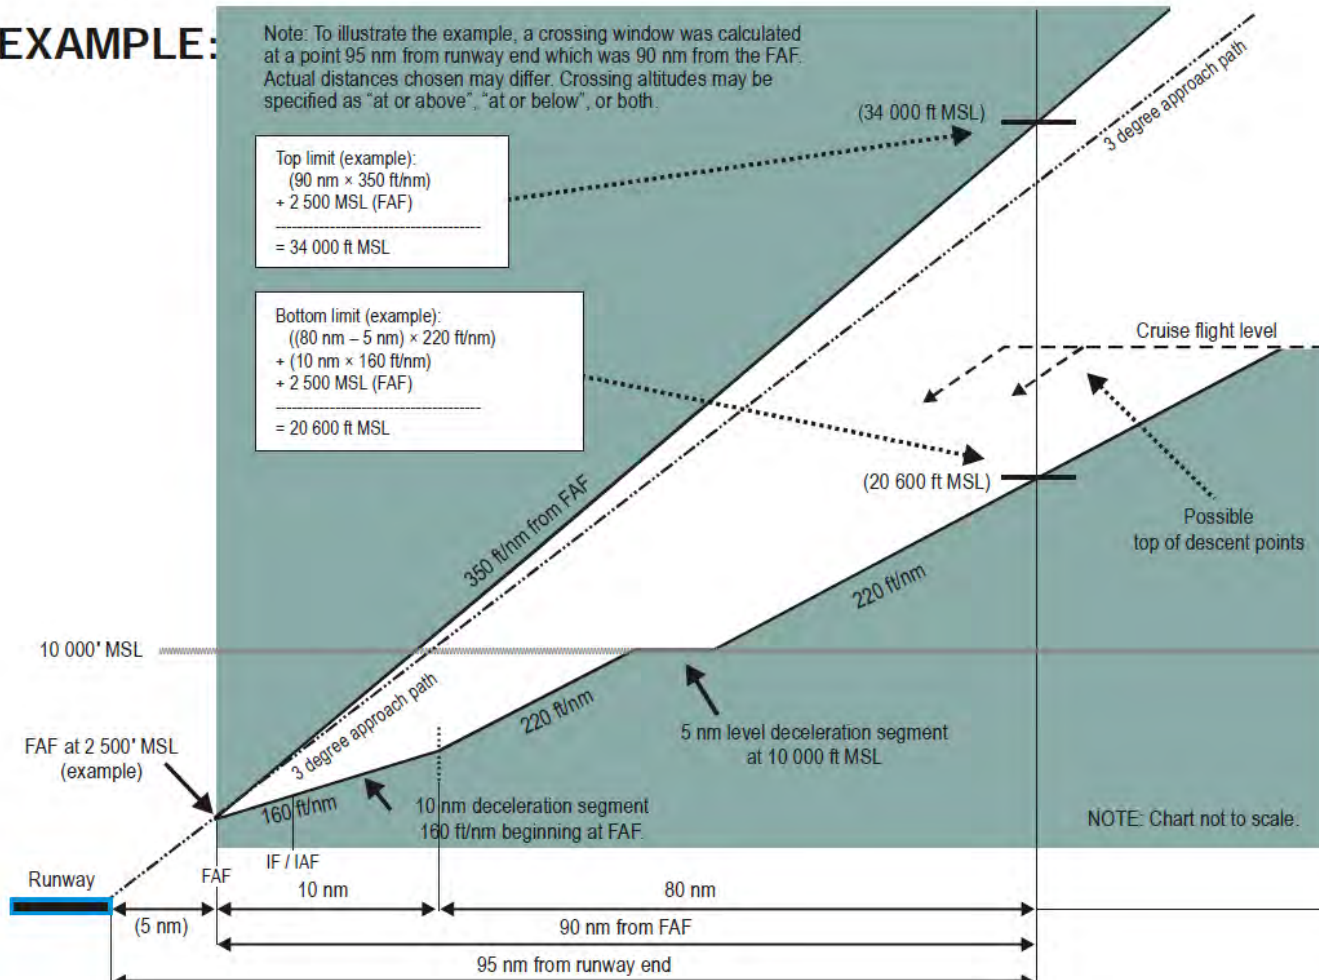 EXAMPLE:
Note: To illustrate the example, a crossing window was calculated
at a point 95 nm from runway end which was 90 nm from the FAF.
Actual distances chosen may differ. Crossing altitudes may be
specified as “at or above”, “at or below”, or both.
(34 000 ft MSL)
3 degree approach path
Top limit (example):
(90 nm × 350 ft/nm)
+ 2 500 MSL (FAF)
= 34 000 ft MSL
Bottom limit (example):
((80 nm – 5 nm) × 220 ft/nm)
+ (10 nm × 160 ft/nm)
+ 2 500 MSL (FAF)
= 20 600 ft MSL
Cruise flight level
(20 600 ft MSL)
350 ft/nm from FAF
Possible
top of descent points
220 ft/nm
10 000' MSL
3 degree approach path
220 ft/nm
5 nm level deceleration segment
at 10 000 ft MSL
FAF at 2 500' MSL
(example)
160 ft/nm
10 nm deceleration segment
160 ft/nm beginning at FAF.
NOTE: Chart not to scale.
IF / IAF
Runway
FAF
10 nm
80 nm
(5 nm)
90 nm from FAF
95 nm from runway end